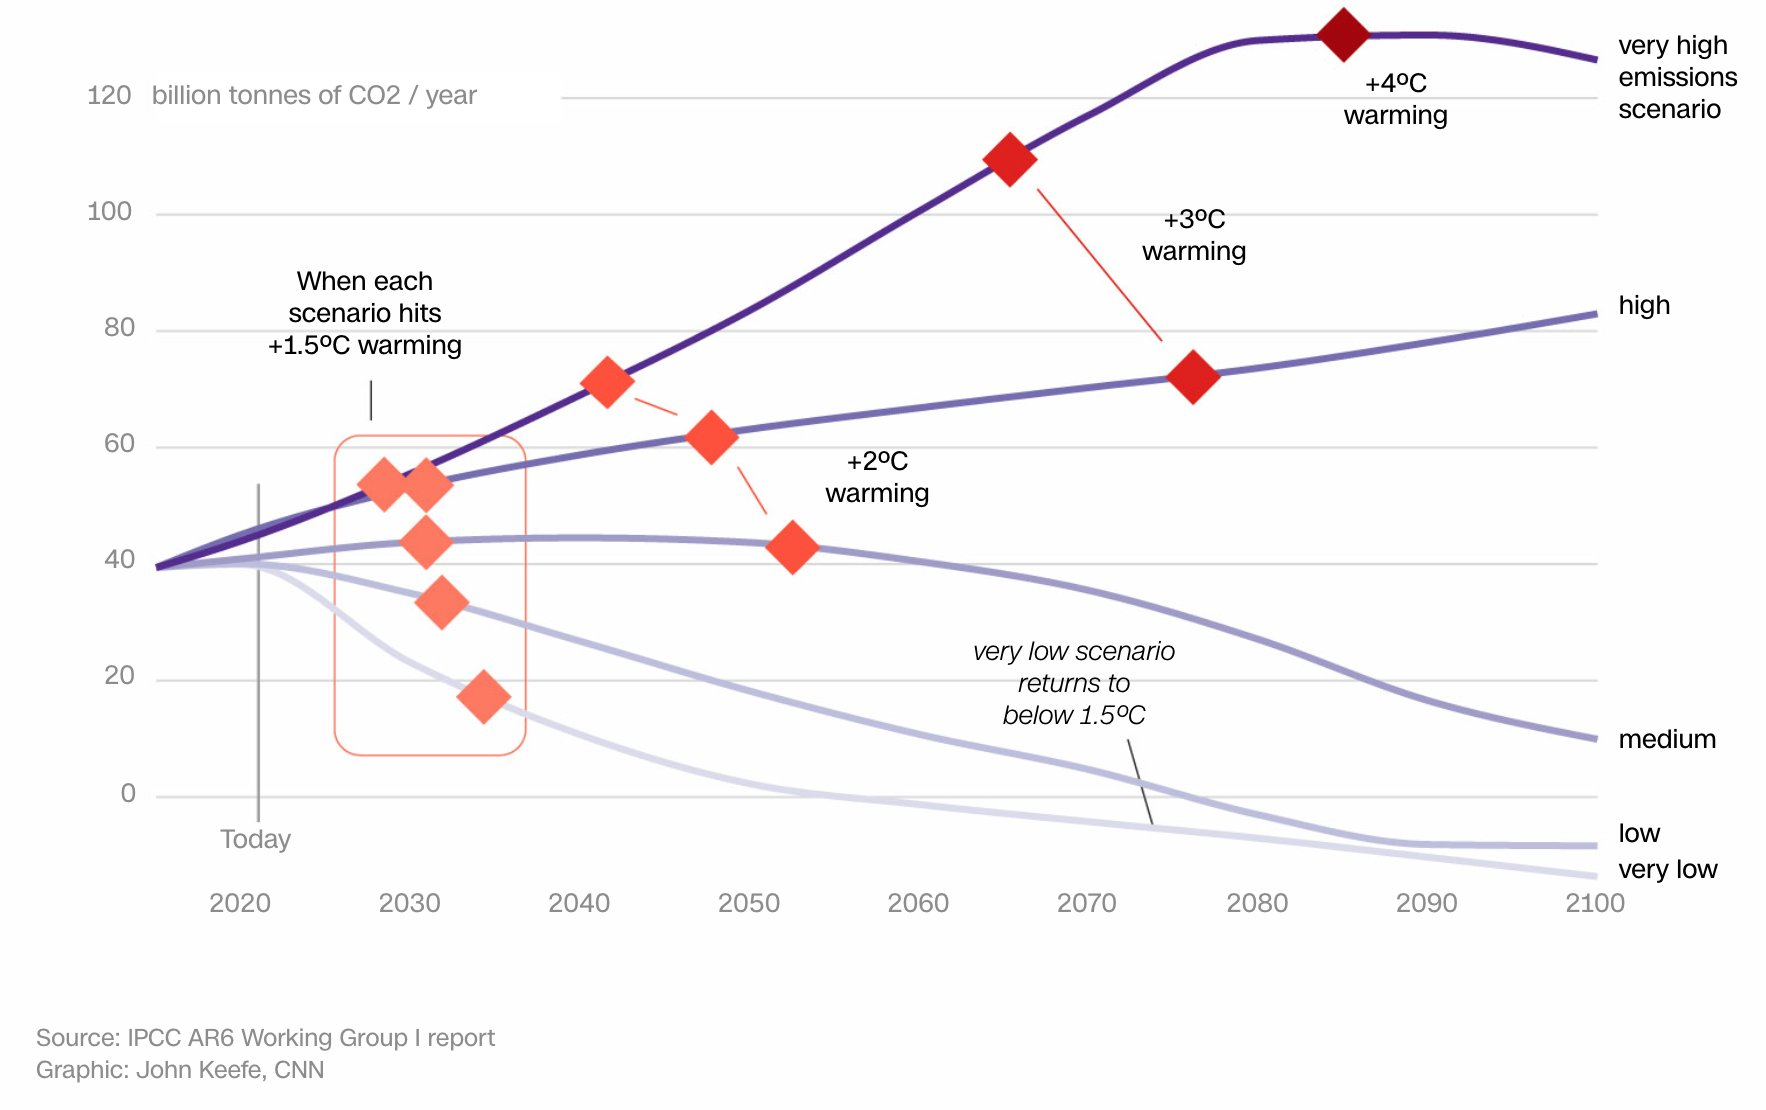 120 billion tonnes of CO2 / year
100
80
60
40
20
0
When each
scenario hits
+1.5ºC warming
+2ºC
warming
+3ºC
warming
+4ºC
warming
very high
emissions
scenario
high
medium
low
very low
very low scenario
returns to
below 1.5ºC
Today
2020 2030 2040 2050 2060 2070 2080 2090 2100
Source: IPCC AR6 Working Group I report
Graphic: John Keefe, CNN